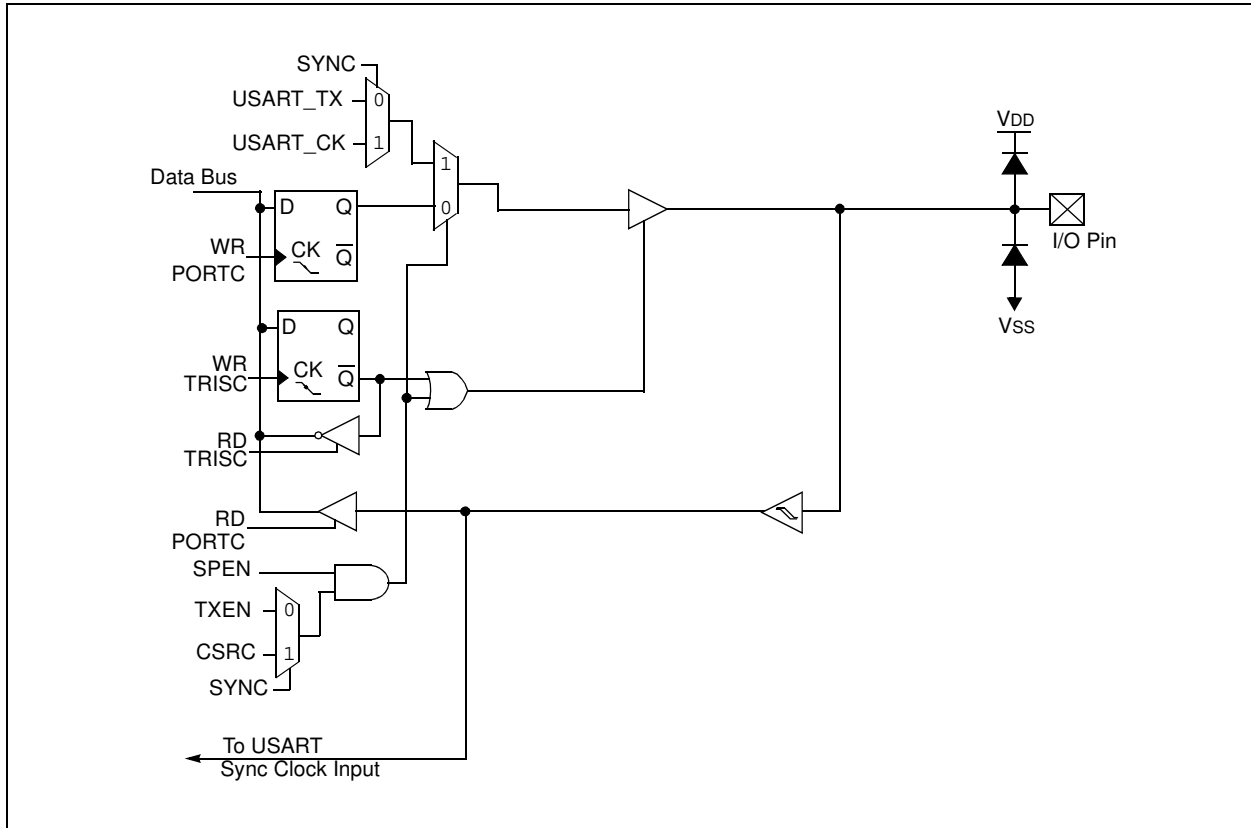 SYNC
USART_TX
0
USART_CK
1
1
0
VDD
I/O Pin
VSS
Data Bus
D Q
WR
PORTC
CK Q̅
D Q
WR
TRISC
CK Q̅
RD
TRISC
RD
PORTC
SPEN
TXEN
0
CSRC
1
SYNC
To USART
Sync Clock Input